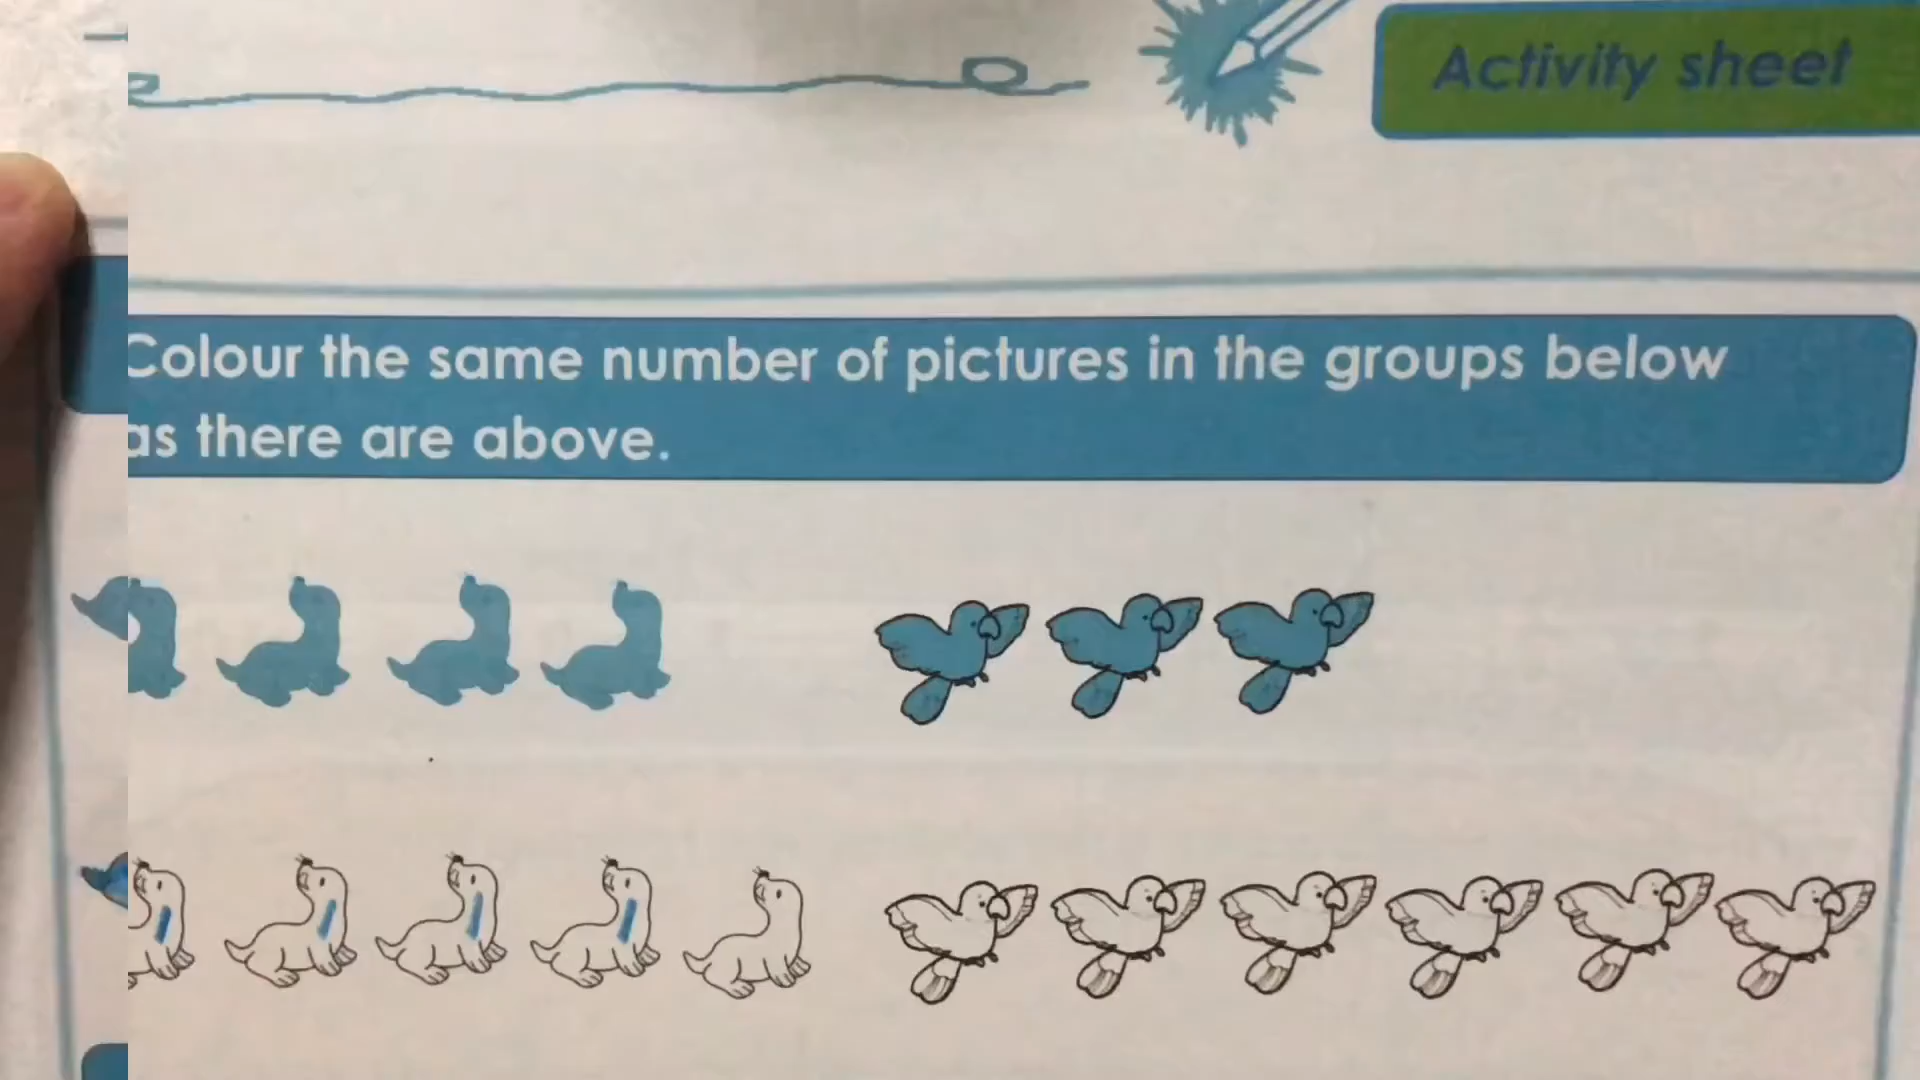 Activity sheet
Colour the same number of pictures in the groups below
as there are above.